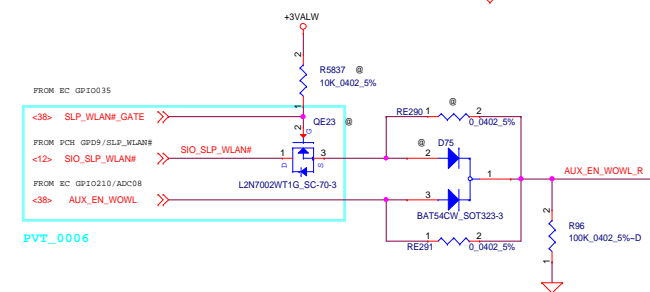 +3VALW
2
R5837 @
10K_0402_5%
1
FROM EC GPIO035
<38> SLP_WLAN#_GATE
2
G
QE23 @
@
RE290 1 2
0_0402_5%
FROM PCH GPD9/SLP_WLAN#
<12> SIO_SLP_WLAN#
SIO_SLP_WLAN#
1 3
D S
@ D75
2
1
AUX_EN_WOWL_R
FROM EC GPIO210/ADC08
L2N7002WT1G_SC-70-3
<38> AUX_EN_WOWL
3
BAT54CW_SOT323-3
2
R96
100K_0402_5%~D
1
PVT_0006
1 2
RE291 0_0402_5%